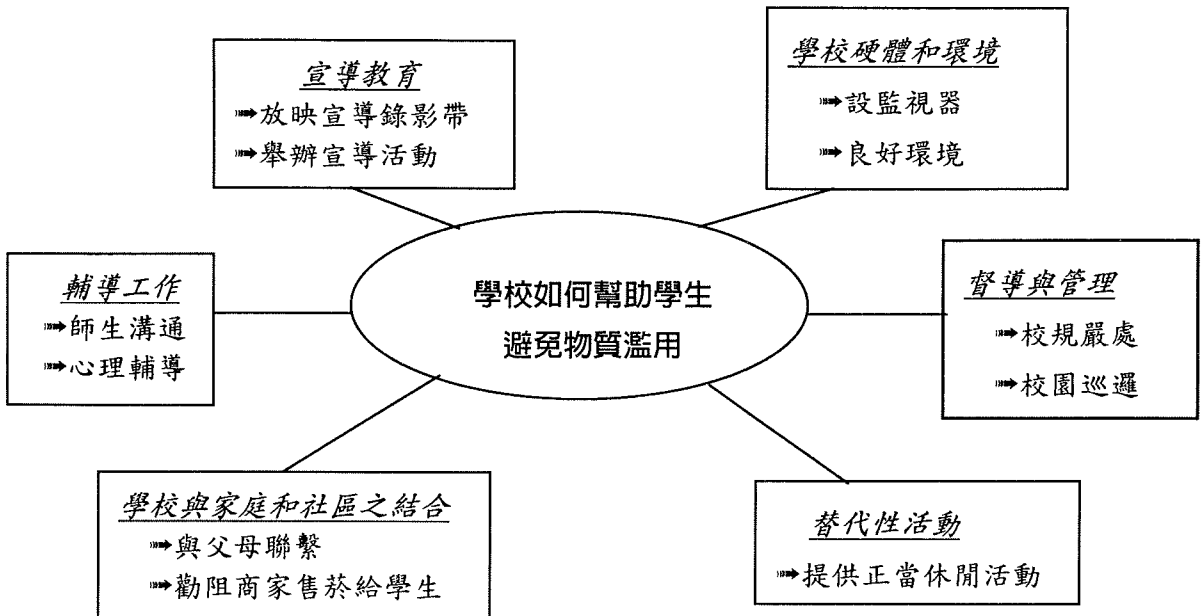 宣導教育
➠放映宣導錄影帶
➠舉辦宣導活動
學校硬體和環境
➠設監視器
➠良好環境
輔導工作
➠師生溝通
➠心理輔導
學校如何幫助學生
避免物質濫用
督導與管理
➠校規嚴處
➠校園巡邏
學校與家庭和社區之結合
➠與父母聯繫
➠勸阻商家售菸給學生
替代性活動
➠提供正當休閒活動